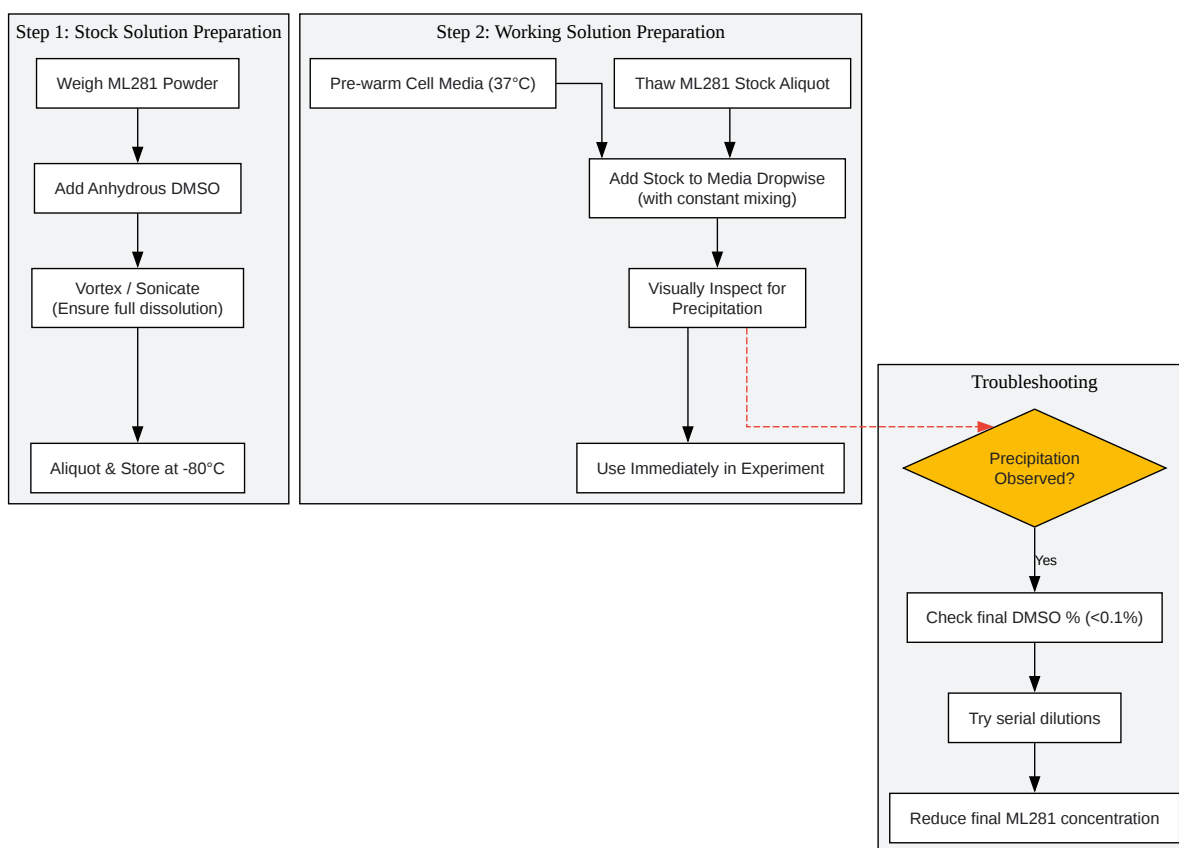 Step 1: Stock Solution Preparation
Weigh ML281 Powder
Add Anhydrous DMSO
Vortex / Sonicate
(Ensure full dissolution)
Aliquot & Store at -80°C
Step 2: Working Solution Preparation
Pre-warm Cell Media (37°C)
Thaw ML281 Stock Aliquot
Add Stock to Media Dropwise
(with constant mixing)
Visually Inspect for
Precipitation
Use Immediately in Experiment
Troubleshooting
Precipitation
Observed?
Yes
Check final DMSO % (<0.1%)
Try serial dilutions
Reduce final ML281 concentration